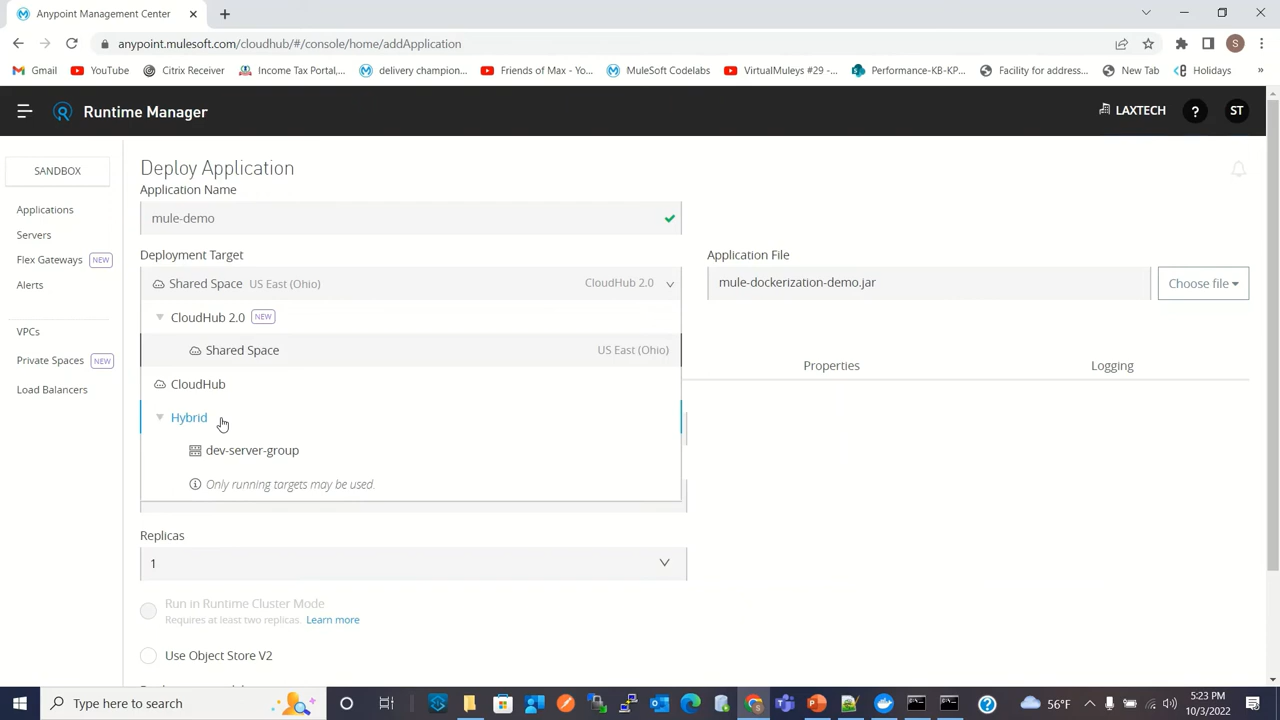 Anypoint Management Center
anypoint.mulesoft.com/cloudhub/#/console/home/addApplication
S
Gmail
YouTube
Citrix Receiver
Income Tax Portal,...
delivery champion...
Friends of Max - Yo...
MuleSoft Codelabs
VirtualMuleys #29 -...
Performance-KB-KP...
Facility for address...
New Tab
Holidays
»
Runtime Manager
LAXTECH
?
ST
SANDBOX
Applications
Servers
Flex Gateways NEW
Alerts
VPCs
Private Spaces NEW
Load Balancers
Deploy Application
Application Name
mule-demo
Deployment Target
Shared Space US East (Ohio) CloudHub 2.0
CloudHub 2.0 NEW
Shared Space US East (Ohio)
CloudHub
Hybrid
dev-server-group
Only running targets may be used.
Application File
mule-dockerization-demo.jar
Choose file
Properties
Logging
Replicas
1
Run in Runtime Cluster Mode
Requires at least two replicas. Learn more
Use Object Store V2
Type here to search
56°F
5:23 PM
10/3/2022